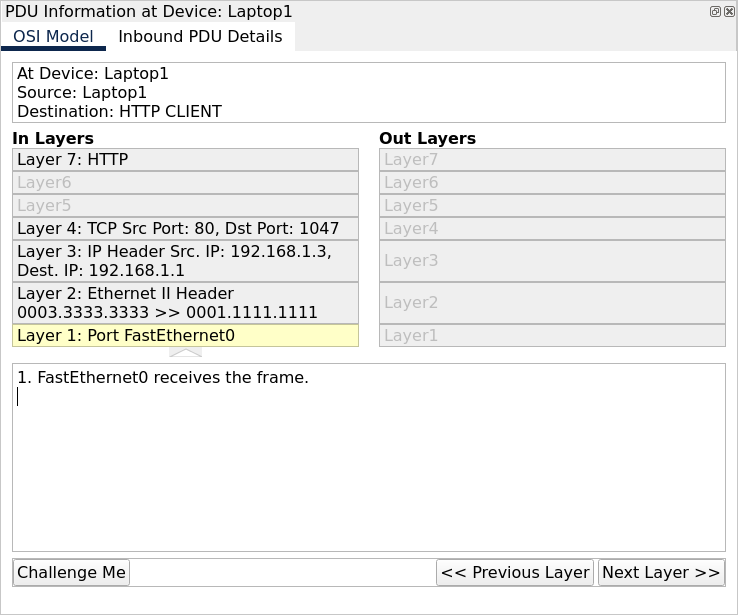 PDU Information at Device: Laptop1
OSI Model
Inbound PDU Details
At Device: Laptop1
Source: Laptop1
Destination: HTTP CLIENT
In Layers
Layer 7: HTTP
Layer6
Layer5
Layer 4: TCP Src Port: 80, Dst Port: 1047
Layer 3: IP Header Src. IP: 192.168.1.3,
Dest. IP: 192.168.1.1
Layer 2: Ethernet II Header
0003.3333.3333 >> 0001.1111.1111
Layer 1: Port FastEthernet0
Out Layers
Layer7
Layer6
Layer5
Layer4
Layer3
Layer2
Layer1
1. FastEthernet0 receives the frame.
Challenge Me
<< Previous Layer
Next Layer >>